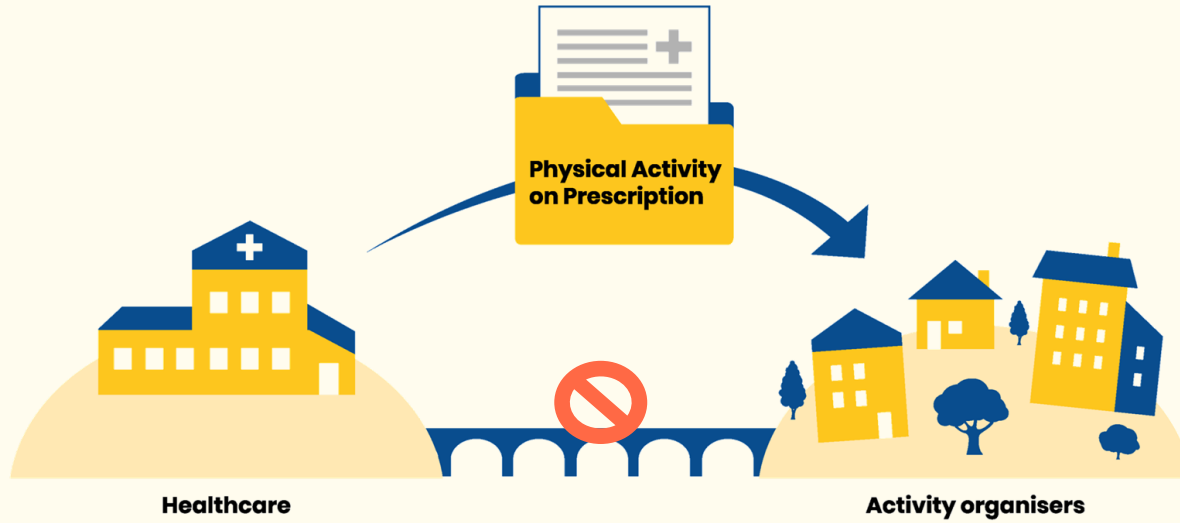 Physical Activity
on Prescription
Healthcare
Activity organisers